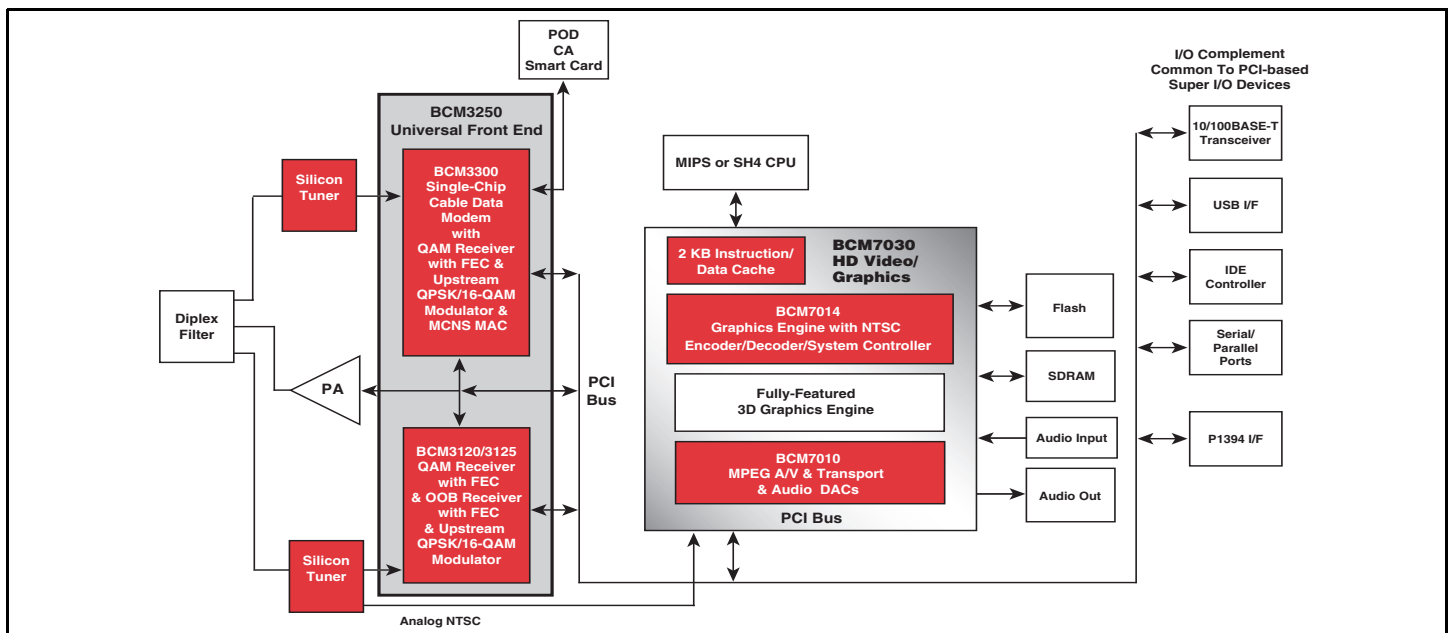 POD
CA
Smart Card
I/O Complement
Common To PCI-based
Super I/O Devices
BCM3250
Universal Front End
10/100BASE-T
Transceiver
MIPS or SH4 CPU
Silicon
Tuner
BCM3300
Single-Chip
Cable Data
Modem
with
QAM Receiver
with FEC &
Upstream
QPSK/16-QAM
Modulator &
MCNS MAC
USB I/F
2 KB Instruction/
Data Cache
BCM7030
HD Video/
Graphics
IDE
Controller
BCM7014
Graphics Engine with NTSC
Encoder/Decoder/System Controller
Flash
Diplex
Filter
Serial/
Parallel
Ports
SDRAM
PA
PCI
Bus
Fully-Featured
3D Graphics Engine
Audio Input
P1394 I/F
BCM3120/3125
QAM Receiver
with FEC
& OOB Receiver
with FEC
& Upstream
QPSK/16-QAM
Modulator
BCM7010
MPEG A/V & Transport
& Audio DACs
Audio Out
PCI Bus
Silicon
Tuner
Analog NTSC